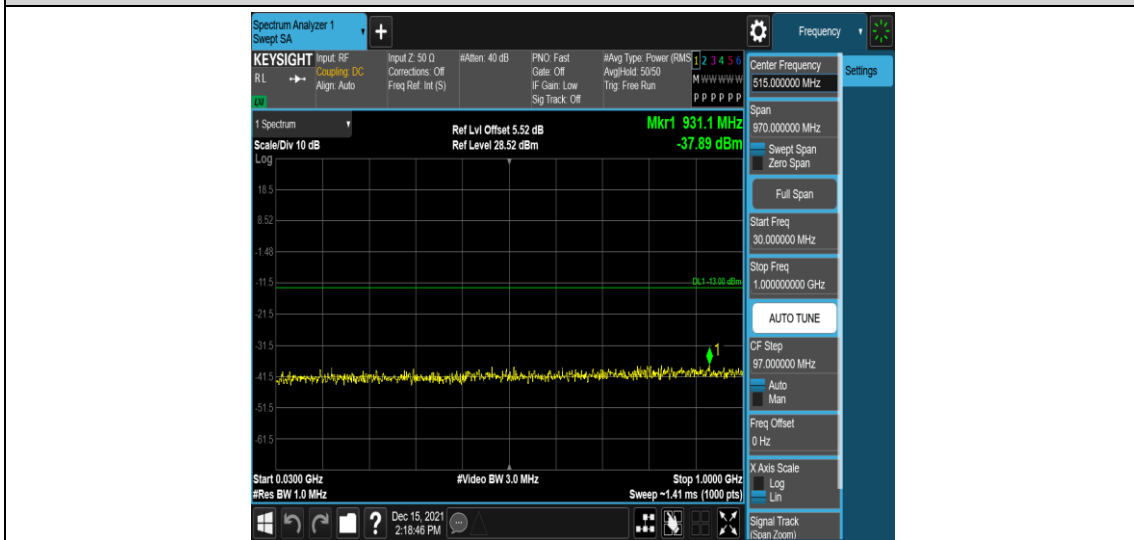 Spectrum Analyzer 1
Swept SA
+
Frequency
KEYSIGHT
RL
LXI
Input: RF
Coupling: DC
Align: Auto
Input Z: 50 Ω
Corrections: Off
Freq Ref: Int (S)
#Atten: 40 dB
PNO: Fast
Gate: Off
IF Gain: Low
Sig Track: Off
#Avg Type: Power (RMS
Avg|Hold: 50/50
Trig: Free Run
1 2 3 4 5 6
M W W W W W
P P P P P P
Center Frequency
515.000000 MHz
Settings
1 Spectrum
Scale/Div 10 dB
Ref Lvl Offset 5.52 dB
Ref Level 28.52 dBm
Mkr1 931.1 MHz
-37.89 dBm
Log
18.5
8.52
-1.48
-11.5
-21.5
-31.5
-41.5
-51.5
-61.5
DL1 -13.00 dBm
1
Start 0.0300 GHz
#Res BW 1.0 MHz
#Video BW 3.0 MHz
Stop 1.0000 GHz
Sweep ~1.41 ms (1000 pts)
Span
970.000000 MHz
Swept Span
Zero Span
Full Span
Start Freq
30.000000 MHz
Stop Freq
1.000000000 GHz
AUTO TUNE
CF Step
97.000000 MHz
Auto
Man
Freq Offset
0 Hz
X Axis Scale
Log
Lin
Signal Track
(Span Zoom)
?
Dec 15, 2021
2:18:46 PM